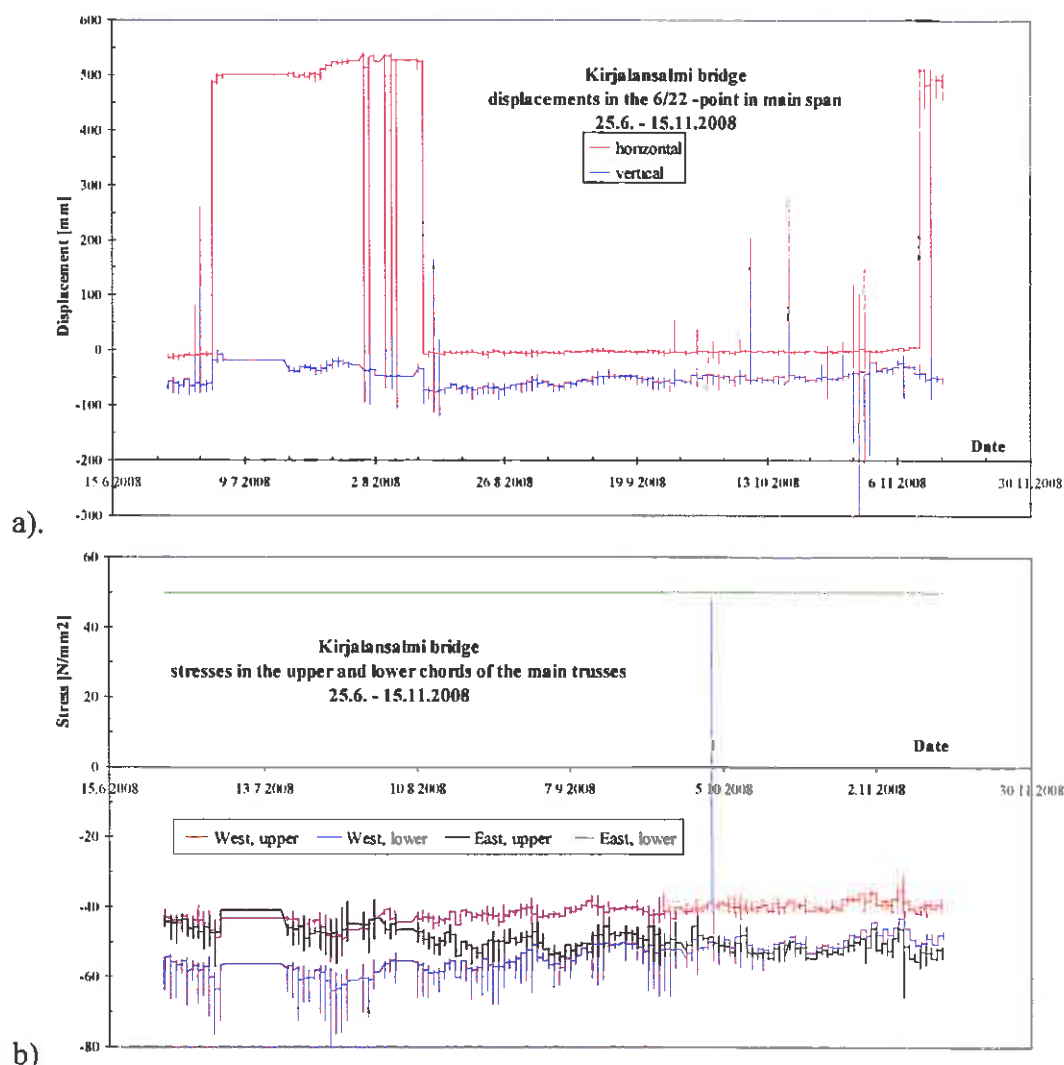 600
500
400
300
200
100
0
-100
-200
-300
Displacement [mm]
Kirjalansalmi bridge
displacements in the 6/22 -point in main span
25.6. - 15.11.2008
horizontal
vertical
Date
15.6.2008 9.7.2008 2.8.2008 26.8.2008 19.9.2008 13.10.2008 6.11.2008 30.11.2008
a).
60
40
20
0
-20
-40
-60
-80
Stress [N/mm2]
Kirjalansalmi bridge
stresses in the upper and lower chords of the main trusses
25.6. - 15.11.2008
Date
15.6.2008 13.7.2008 10.8.2008 7.9.2008 5.10.2008 2.11.2008 30.11.2008
West, upper West, lower East, upper East, lower
b)